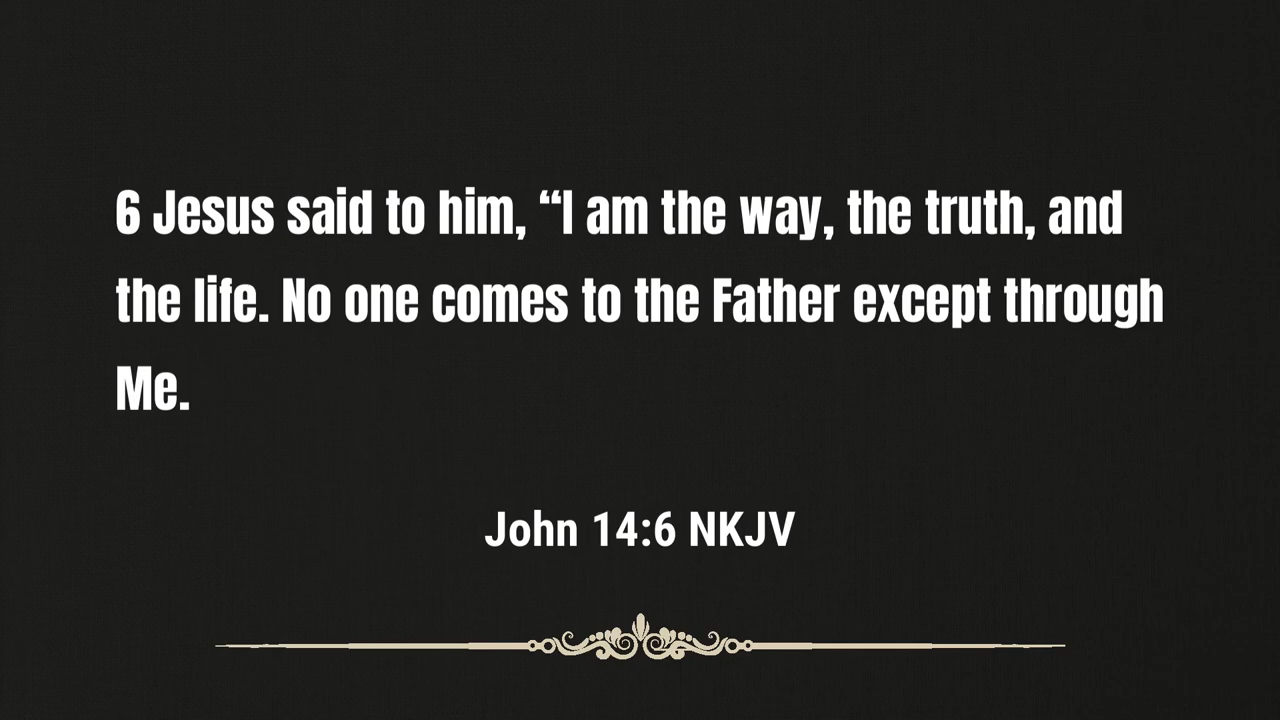 6 Jesus said to him, “I am the way, the truth, and
the life. No one comes to the Father except through
Me.
John 14:6 NKJV